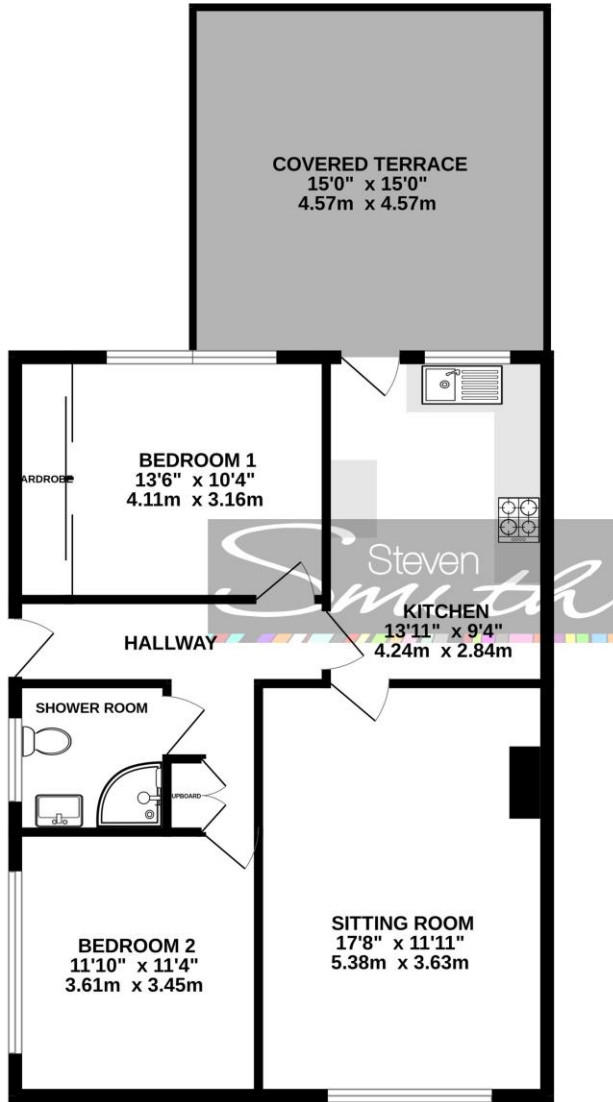 COVERED TERRACE
15'0" x 15'0"
4.57m x 4.57m
BEDROOM 1
13'6" x 10'4"
4.11m x 3.16m
ARDROBE
Steven
Smith
KITCHEN
13'11" x 9'4"
4.24m x 2.84m
HALLWAY
SHOWER ROOM
UPBOARD
SITTING ROOM
17'8" x 11'11"
5.38m x 3.63m
BEDROOM 2
11'10" x 11'4"
3.61m x 3.45m